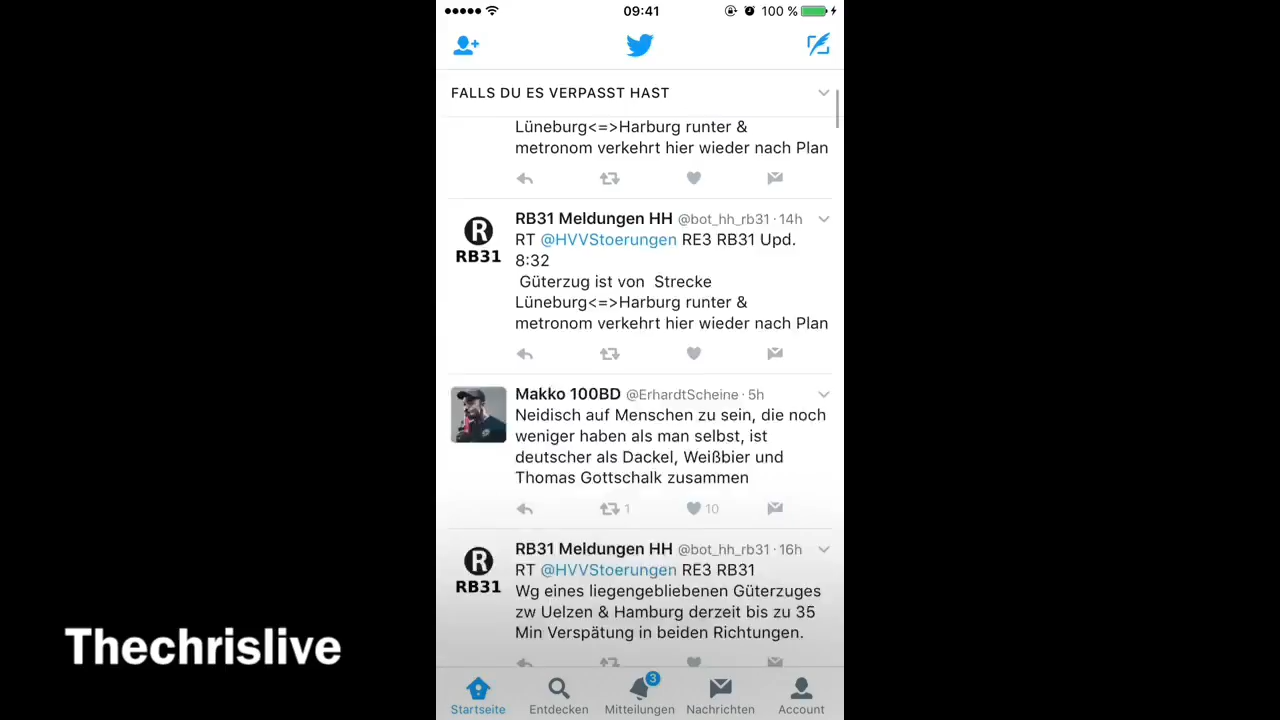 09:41
100 %
FALLS DU ES VERPASST HAST
Lüneburg<=>Harburg runter &
metronom verkehrt hier wieder nach Plan
RB31 Meldungen HH @bot_hh_rb31 · 14h
R
RB31
RT @HVVStoerungen RE3 RB31 Upd.
8:32
Güterzug ist von  Strecke
Lüneburg<=>Harburg runter &
metronom verkehrt hier wieder nach Plan
Makko 100BD @ErhardtScheine · 5h
Neidisch auf Menschen zu sein, die noch
weniger haben als man selbst, ist
deutscher als Dackel, Weißbier und
Thomas Gottschalk zusammen
1 10
RB31 Meldungen HH @bot_hh_rb31 · 16h
R
RB31
RT @HVVStoerungen RE3 RB31
Wg eines liegengebliebenen Güterzuges
zw Uelzen & Hamburg derzeit bis zu 35
Min Verspätung in beiden Richtungen.
Thechrislive
3
Startseite Entdecken Mitteilungen Nachrichten Account